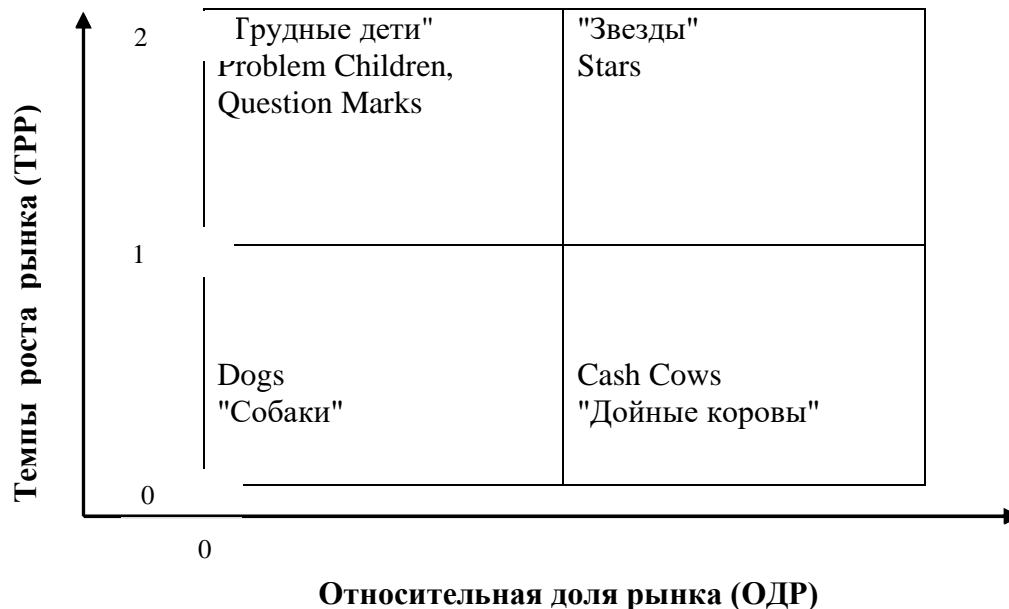 Темпы роста рынка (ТРР)
2
Грудные дети"
Problem Children,
Question Marks
"Звезды"
Stars
1
Dogs
"Собаки"
Cash Cows
"Дойные коровы"
0
0
Относительная доля рынка (ОДР)